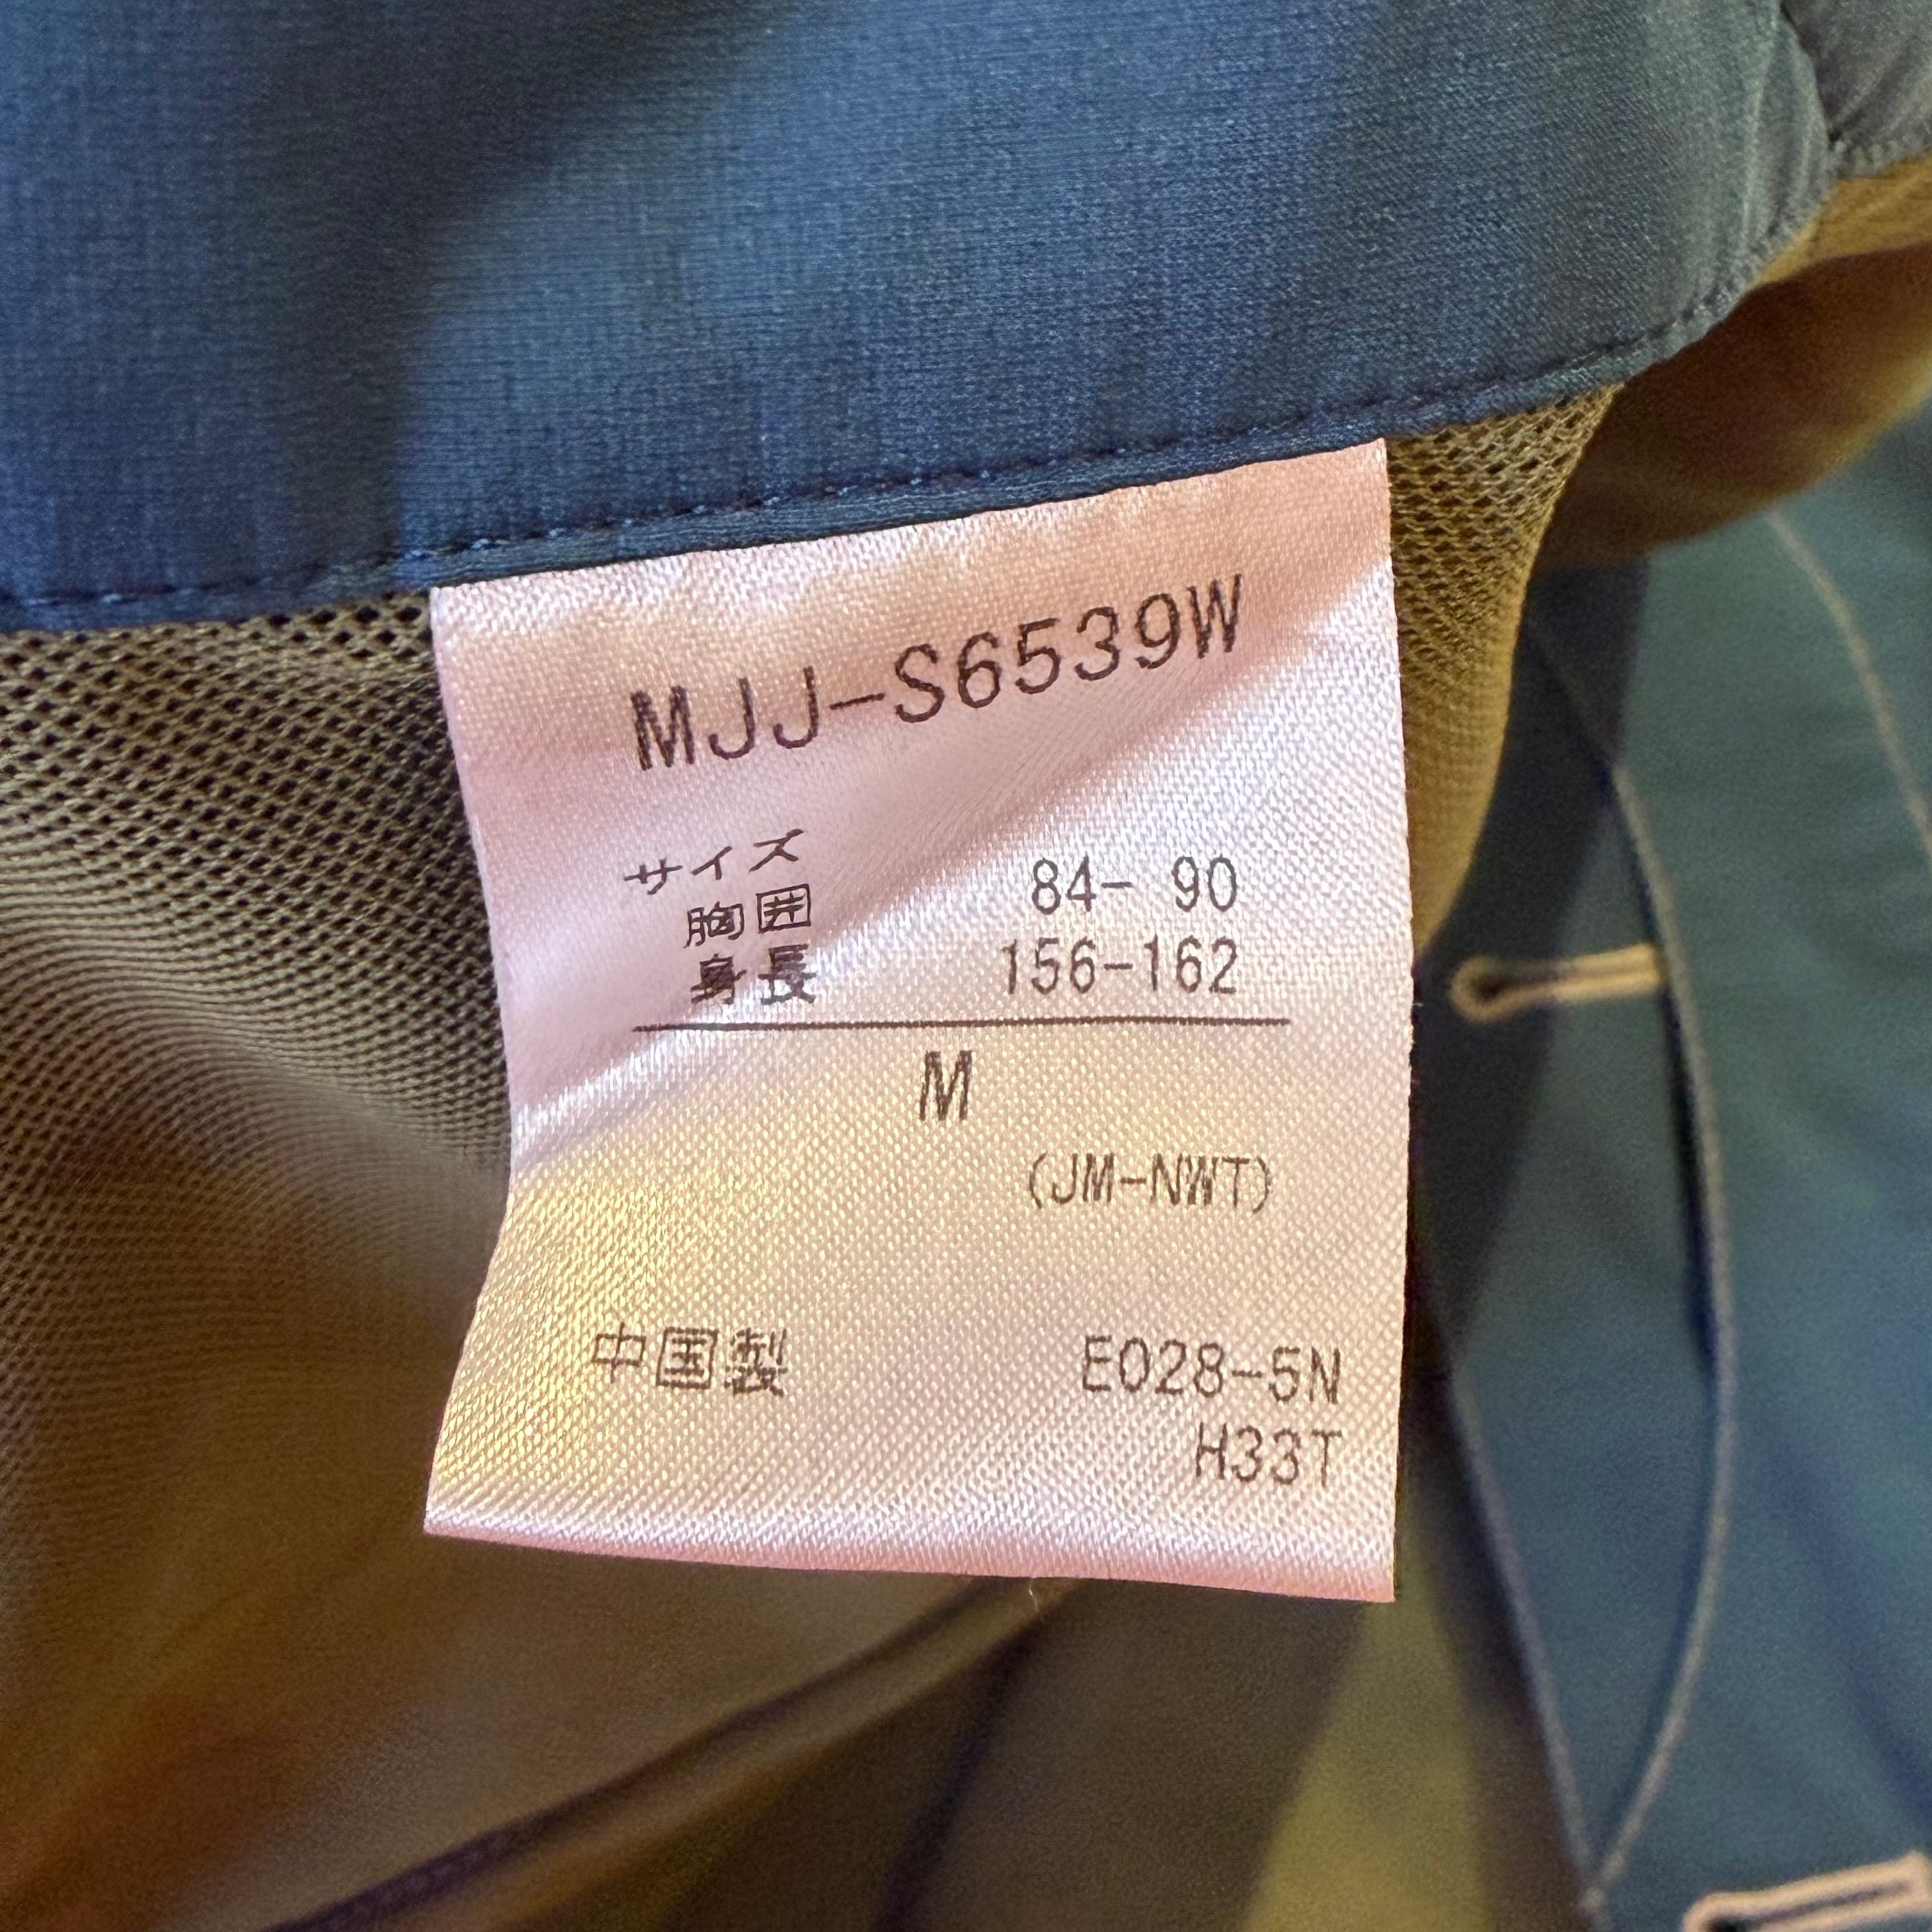 MJJ-S6539W
サイズ
胸囲 84- 90
身長 156-162
M
(JM-NWT)
中国製 E028-5N
H33T